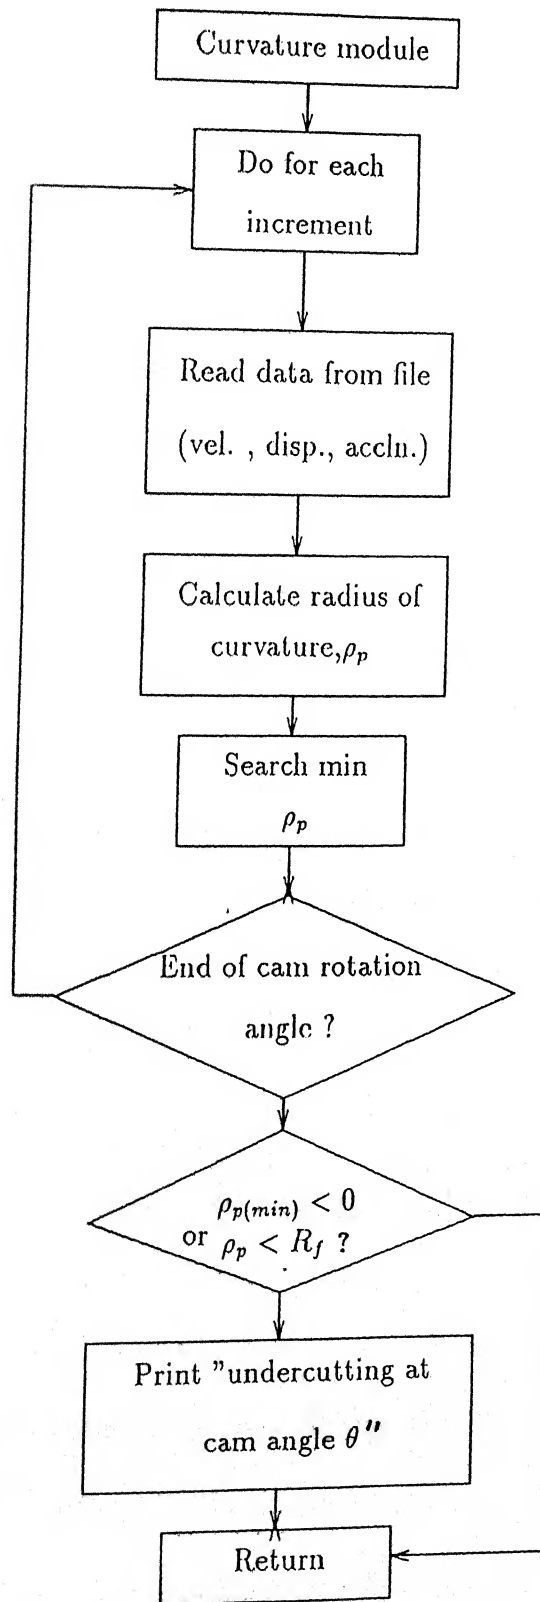 Curvature module
Do for each
increment
Read data from file
(vel. , disp., accln.)
Calculate radius of
curvature,ρₚ
Search min
ρₚ
End of cam rotation
angle ?
ρₚ₍ₘᵢₙ₎ < 0
or ρₚ < R_f ?
Print "undercutting at
cam angle θ"
Return